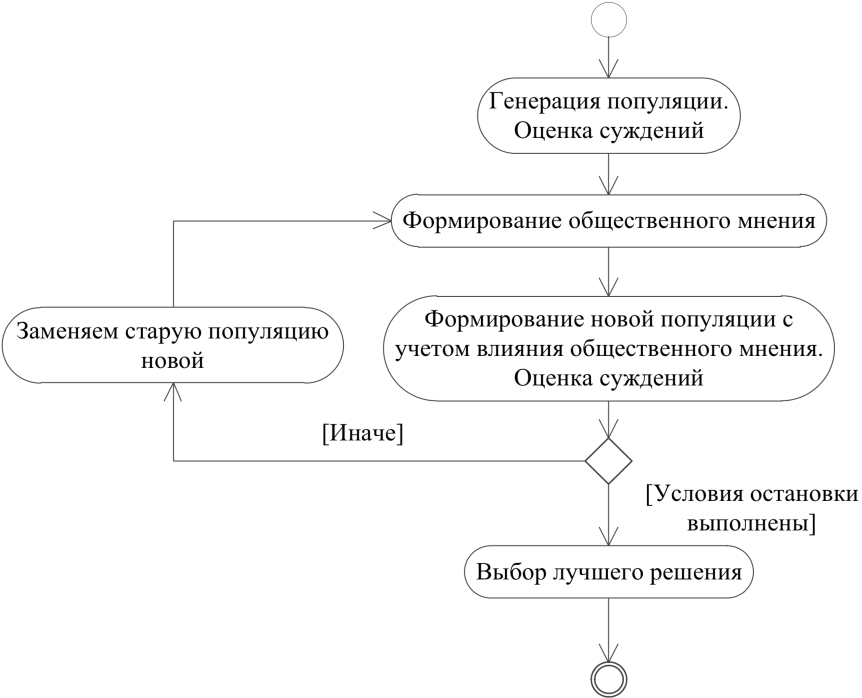 Генерация популяции.
Оценка суждений
Формирование общественного мнения
Формирование новой популяции с
учетом влияния общественного мнения.
Оценка суждений
Заменяем старую популяцию
новой
[Иначе]
[Условия остановки
выполнены]
Выбор лучшего решения